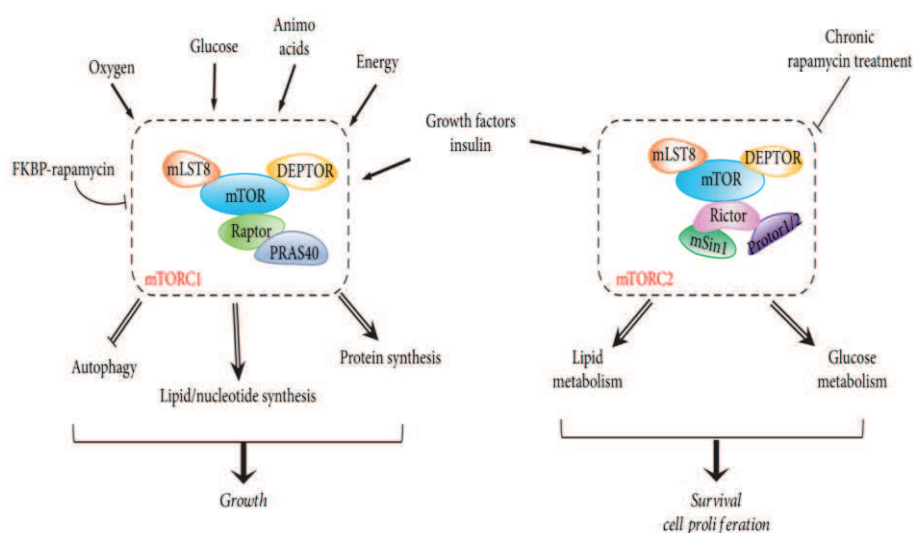 Oxygen
Glucose
Animo
acids
Energy
FKBP-rapamycin
mLST8
DEPTOR
mTOR
Raptor
PRAS40
mTORC1
Autophagy
Lipid/nucleotide synthesis
Protein synthesis
Growth
Growth factors
insulin
Chronic
rapamycin treatment
mLST8
DEPTOR
mTOR
Rictor
mSin1
Protor1/2
mTORC2
Lipid
metabolism
Glucose
metabolism
Survival
cell proliferation